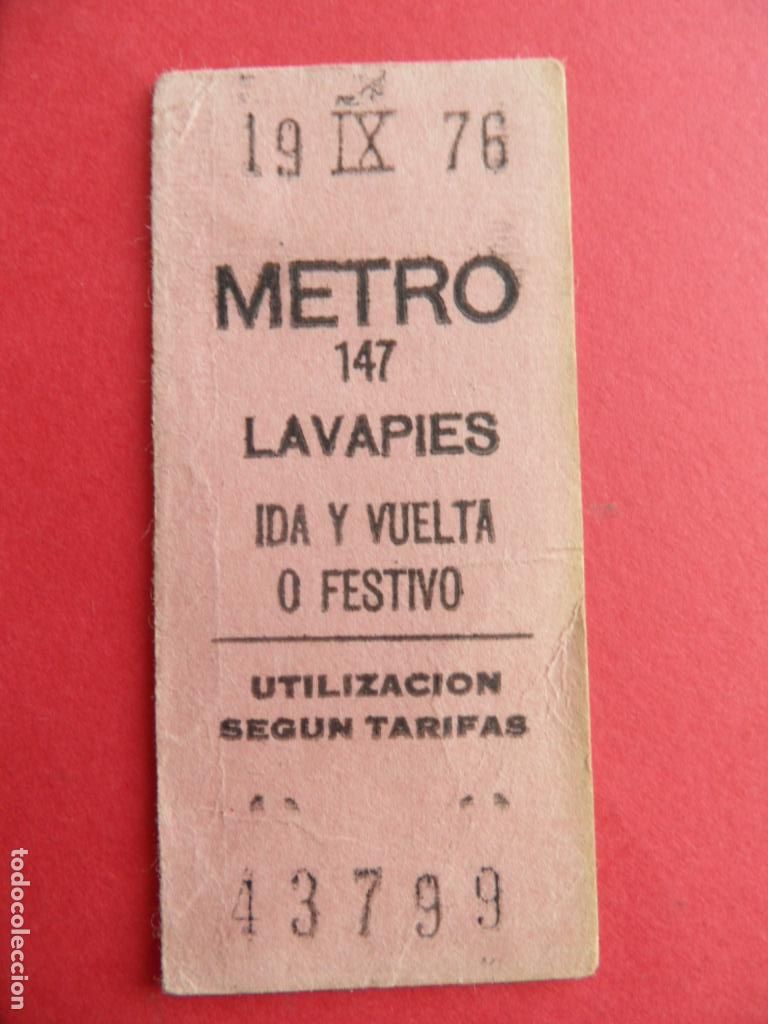 19 IX 76
METRO
147
LAVAPIES
IDA Y VUELTA
O FESTIVO
UTILIZACION
SEGUN TARIFAS
43799
todocoleccion